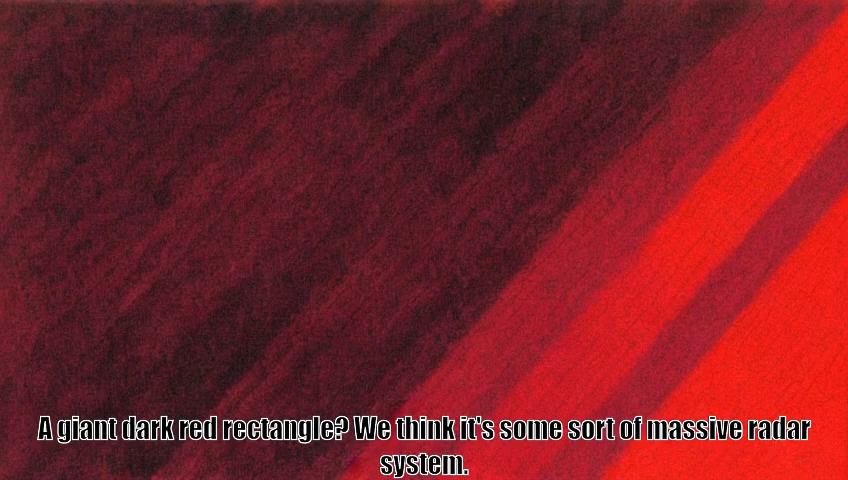 A giant dark red rectangle? We think it's some sort of massive radar
system.